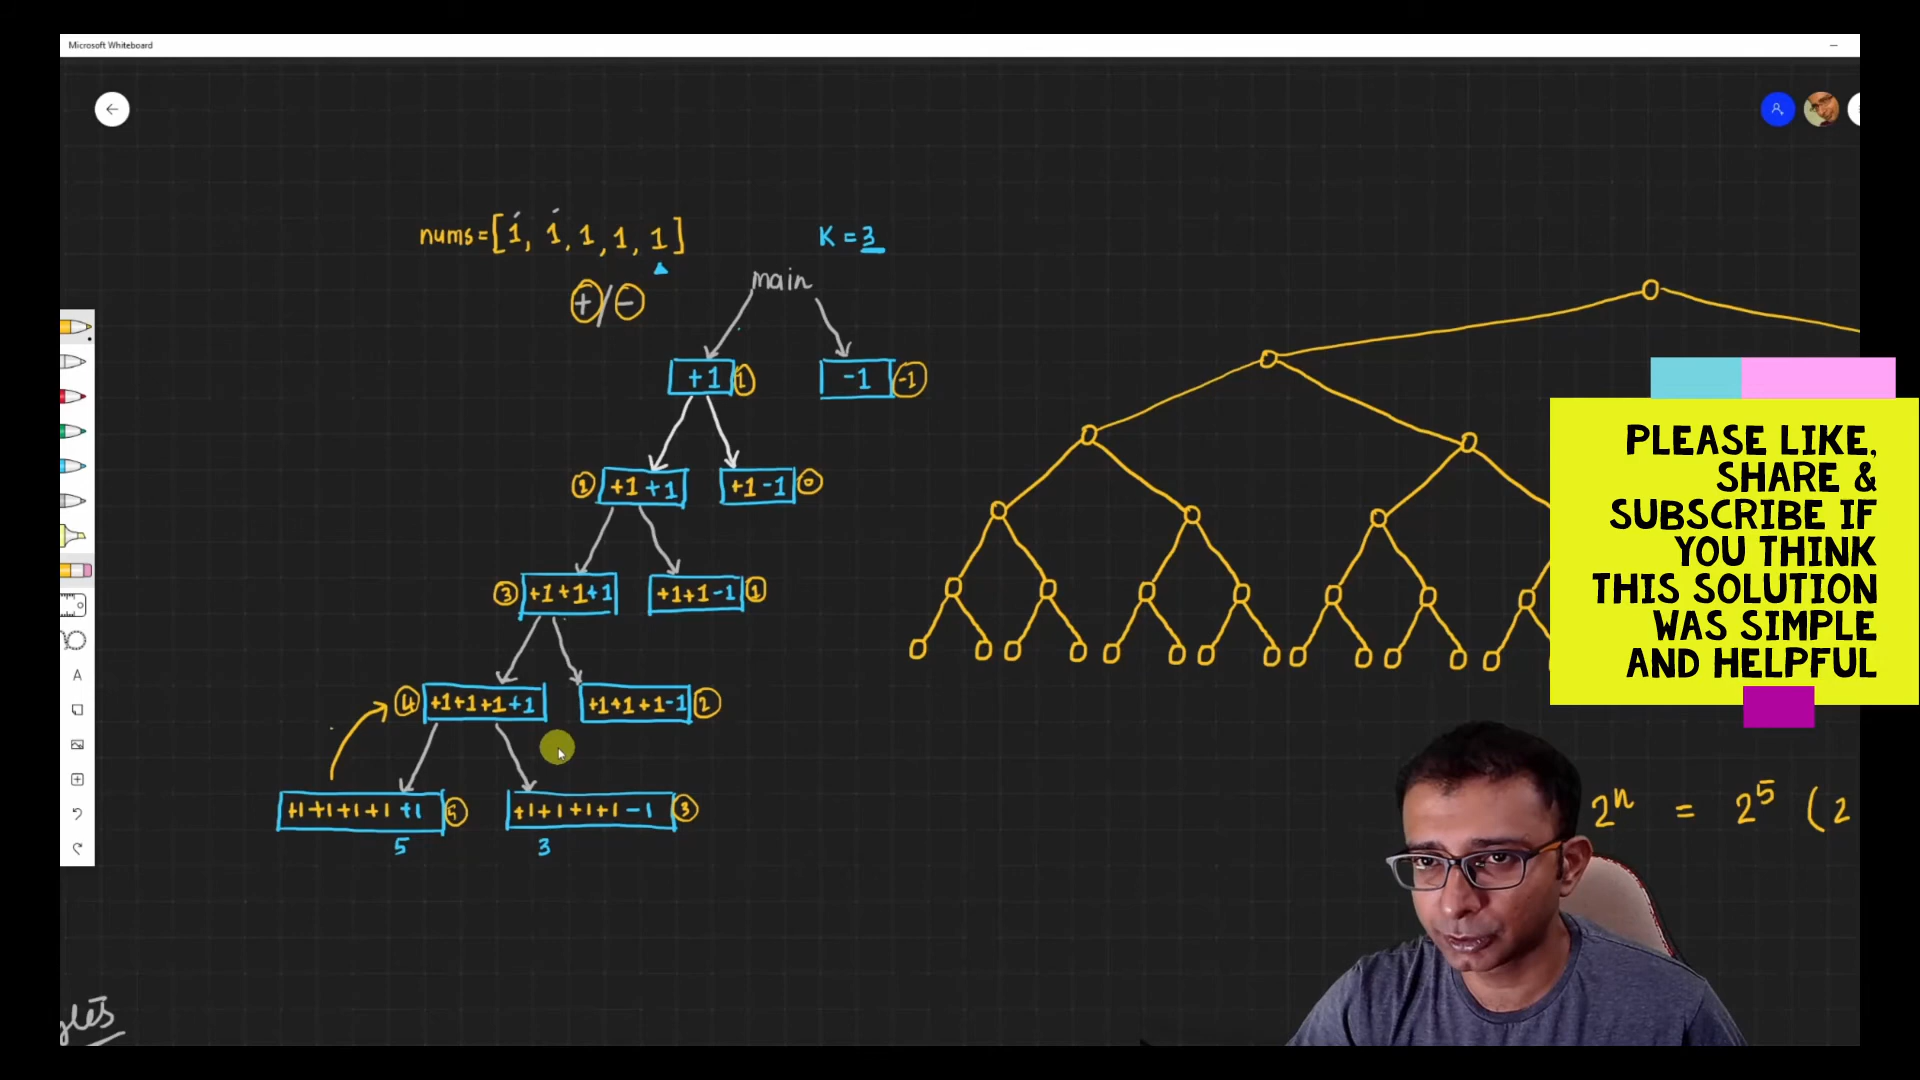 Microsoft Whiteboard
nums=[1, 1, 1, 1, 1]
K = 3
+/-
main
+1 1
-1 -1
2 +1 +1
+1 -1 0
3 +1+1+1
+1+1-1 1
4 +1+1+1+1
+1+1+1-1 2
+1+1+1+1+1 5
+1+1+1+1-1 3
5
3
PLEASE LIKE,
SHARE &
SUBSCRIBE IF
YOU THINK
THIS SOLUTION
WAS SIMPLE
AND HELPFUL
2^n = 2^5 (2
A